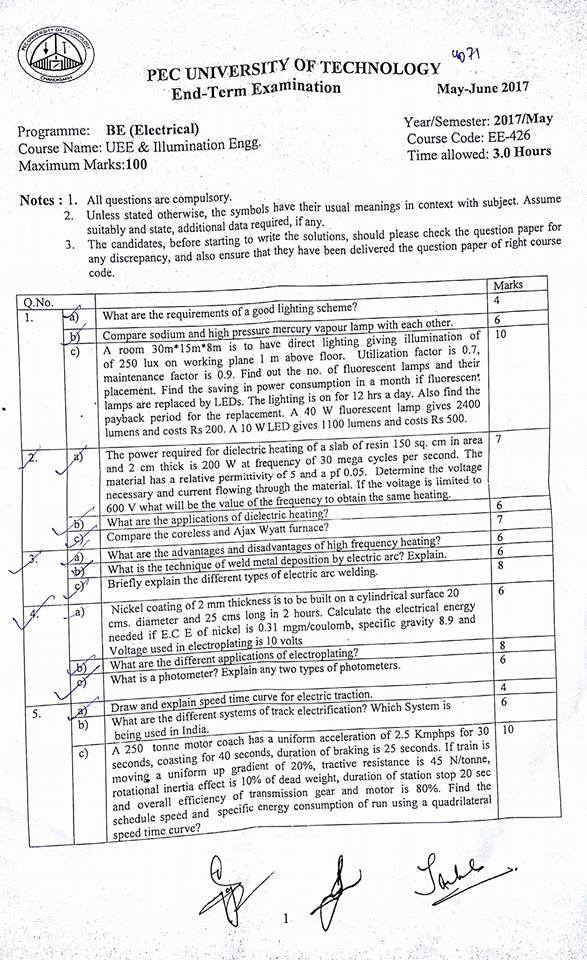 PEC UNIVERSITY OF TECHNOLOGY
CHANDIGARH
4071
PEC UNIVERSITY OF TECHNOLOGY
End-Term Examination
May-June 2017
Programme: BE (Electrical)
Course Name: UEE & Illumination Engg.
Maximum Marks:100
Year/Semester: 2017/May
Course Code: EE-426
Time allowed: 3.0 Hours
Notes : 1. All questions are compulsory.
2. Unless stated otherwise, the symbols have their usual meanings in context with subject. Assume
suitably and state, additional data required, if any.
3. The candidates, before starting to write the solutions, should please check the question paper for
any discrepancy, and also ensure that they have been delivered the question paper of right course
code.
Q.No. Marks
1. a) What are the requirements of a good lighting scheme? 4
b) Compare sodium and high pressure mercury vapour lamp with each other. 6
c) A room 30m*15m*8m is to have direct lighting giving illumination of 10
of 250 lux on working plane 1 m above floor. Utilization factor is 0.7,
maintenance factor is 0.9. Find out the no. of fluorescent lamps and their
placement. Find the saving in power consumption in a month if fluorescent
lamps are replaced by LEDs. The lighting is on for 12 hrs a day. Also find the
payback period for the replacement. A 40 W fluorescent lamp gives 2400
lumens and costs Rs 200. A 10 W LED gives 1100 lumens and costs Rs 500.
2. a) The power required for dielectric heating of a slab of resin 150 sq. cm in area 7
and 2 cm thick is 200 W at frequency of 30 mega cycles per second. The
material has a relative permittivity of 5 and a pf 0.05. Determine the voltage
necessary and current flowing through the material. If the voltage is limited to
600 V what will be the value of the frequency to obtain the same heating.
b) What are the applications of dielectric heating? 6
c) Compare the coreless and Ajax Wyatt furnace? 7
3. a) What are the advantages and disadvantages of high frequency heating? 6
b) What is the technique of weld metal deposition by electric arc? Explain. 6
c) Briefly explain the different types of electric arc welding. 8
4. a) Nickel coating of 2 mm thickness is to be built on a cylindrical surface 20 6
cms. diameter and 25 cms long in 2 hours. Calculate the electrical energy
needed if E.C E of nickel is 0.31 mgm/coulomb, specific gravity 8.9 and
Voltage used in electroplating is 10 volts
b) What are the different applications of electroplating? 8
c) What is a photometer? Explain any two types of photometers. 6
5. a) Draw and explain speed time curve for electric traction. 4
b) What are the different systems of track electrification? Which System is 6
being used in India.
c) A 250 tonne motor coach has a uniform acceleration of 2.5 Kmphps for 30 10
seconds, coasting for 40 seconds, duration of braking is 25 seconds. If train is
moving a uniform up gradient of 20%, tractive resistance is 45 N/tonne,
rotational inertia effect is 10% of dead weight, duration of station stop 20 sec
and overall efficiency of transmission gear and motor is 80%. Find the
schedule speed and specific energy consumption of run using a quadrilateral
speed time curve?
1